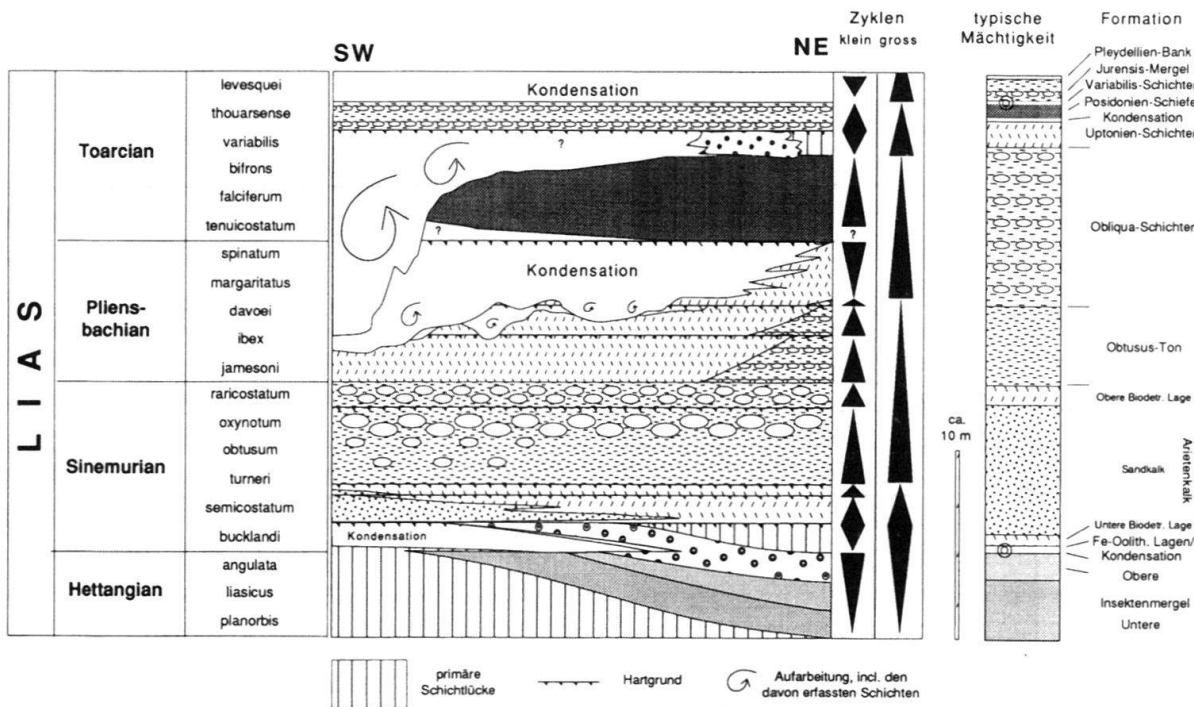 Zyklen
klein gross
typische
Mächtigkeit
Formation
SW
NE
LIAS
Toarcian
Pliens-
bachian
Sinemurian
Hettangian
levesquei
thouarsense
variabilis
bifrons
falciferum
tenuicostatum
spinatum
margaritatus
davoei
ibex
jamesoni
raricostatum
oxynotum
obtusum
turneri
semicostatum
bucklandi
angulata
liasicus
planorbis
Kondensation
?
?
Kondensation
Kondensation
?
ca.
10 m
Pleydellien-Bank
Jurensis-Mergel
Variabilis-Schichten
Posidonien-Schiefe
Kondensation
Uptonien-Schichten
Obliqua-Schichten
Obtusus-Ton
Obere Biodetr. Lage
Sandkalk
Arietenkalk
Untere Biodetr. Lage
Fe-Oolith. Lagen/
Kondensation
Obere
Insektenmergel
Untere
primäre
Schichtlücke
Hartgrund
Aufarbeitung, incl. den
davon erfassten Schichten